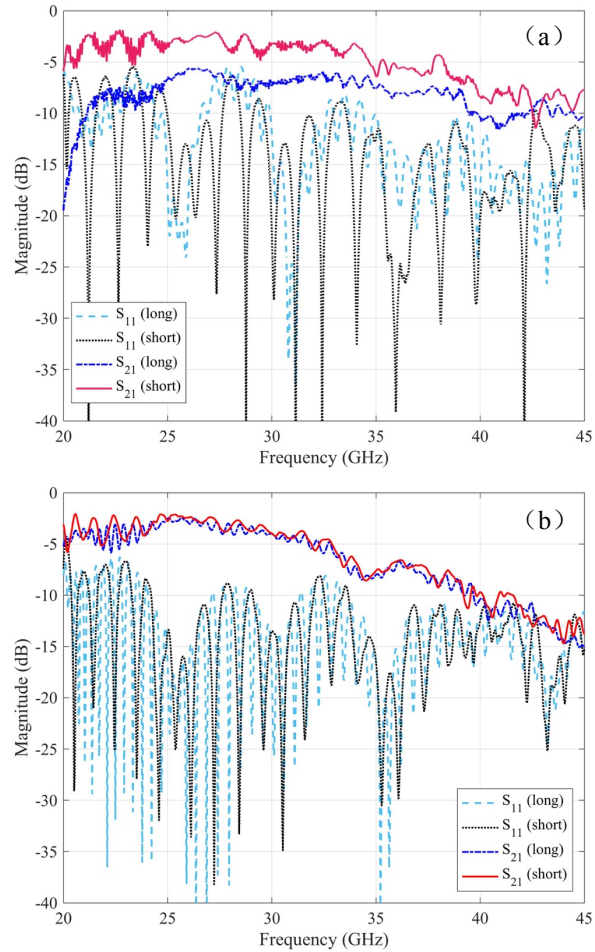 (a)
0
-5
-10
-15
-20
-25
-30
-35
-40
Magnitude (dB)
S11 (long)
S11 (short)
S21 (long)
S21 (short)
20 25 30 35 40 45
Frequency (GHz)
(b)
0
-5
-10
-15
-20
-25
-30
-35
-40
Magnitude (dB)
S11 (long)
S11 (short)
S21 (long)
S21 (short)
20 25 30 35 40 45
Frequency (GHz)